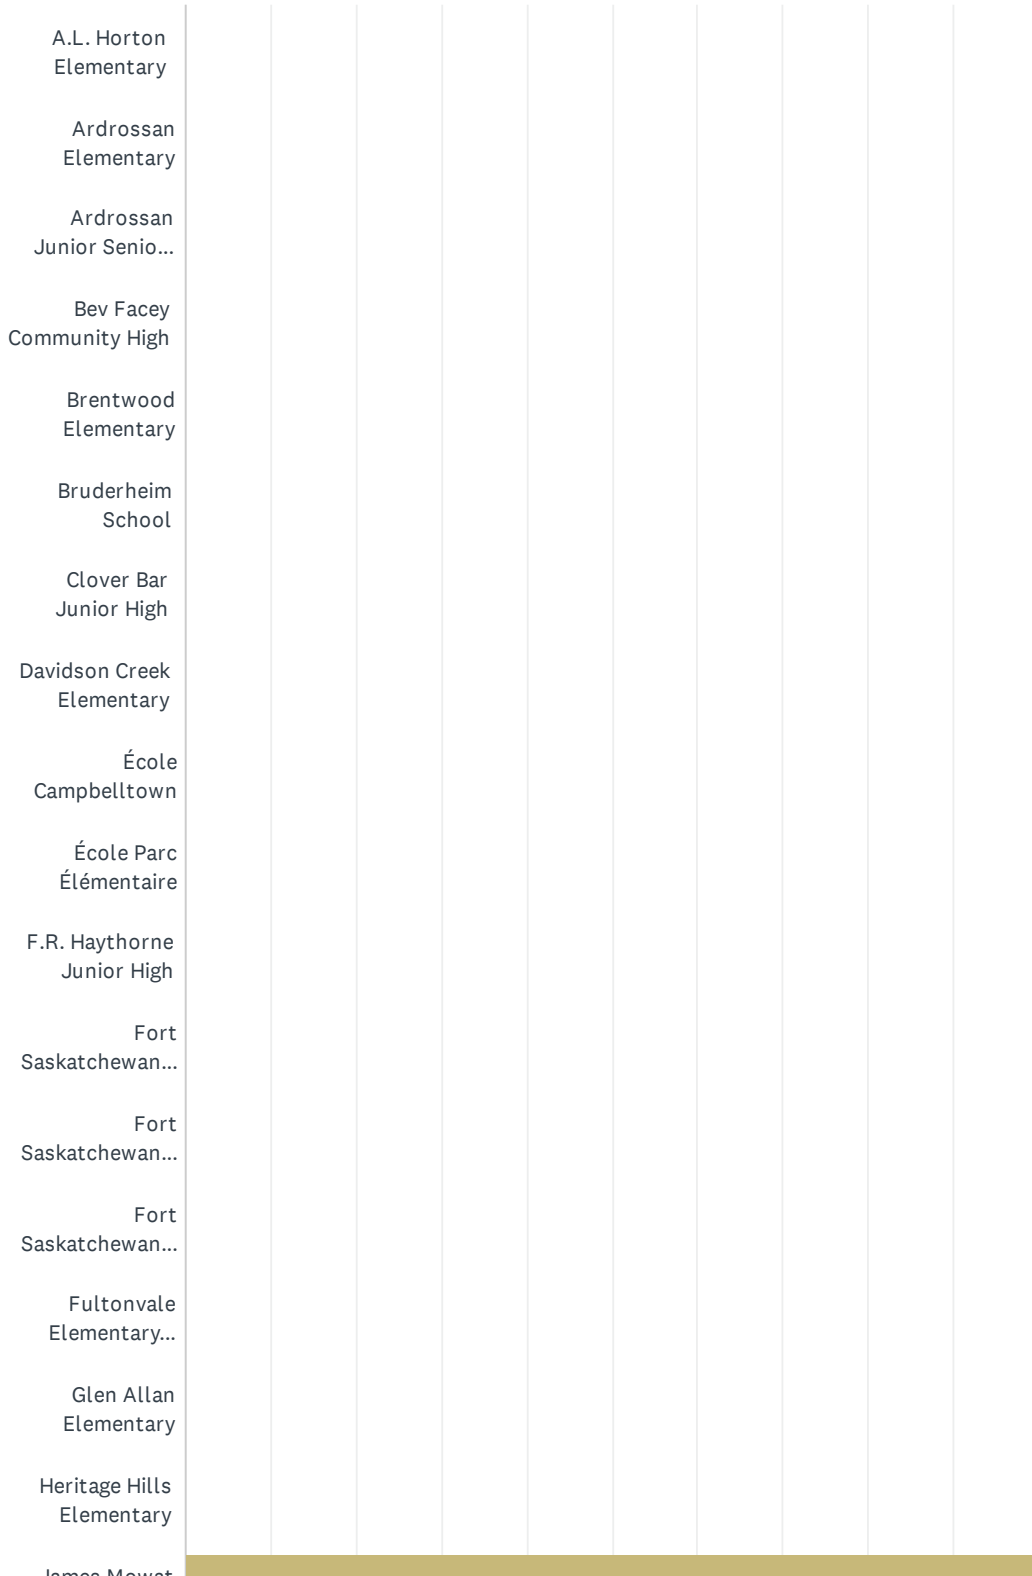 A.L. Horton
Elementary
Ardrossan
Elementary
Ardrossan
Junior Senio...
Bev Facey
Community High
Brentwood
Elementary
Bruderheim
School
Clover Bar
Junior High
Davidson Creek
Elementary
École
Campbelltown
École Parc
Élémentaire
F.R. Haythorne
Junior High
Fort
Saskatchewan...
Fort
Saskatchewan...
Fort
Saskatchewan...
Fultonvale
Elementary...
Glen Allan
Elementary
Heritage Hills
Elementary
James Mowat